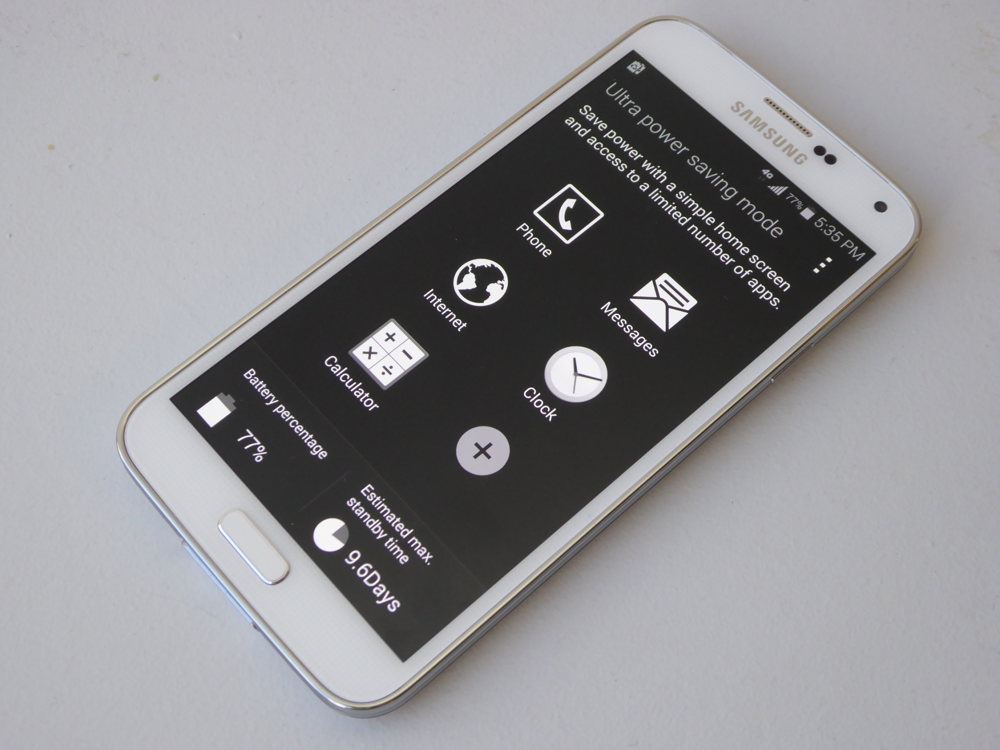 SAMSUNG
4G 77% 5:35 PM
Ultra power saving mode
Save power with a simple home screen
and access to a limited number of apps.
Phone
Messages
Internet
Clock
Calculator
Battery percentage
77%
Estimated max.
standby time
9.6Days